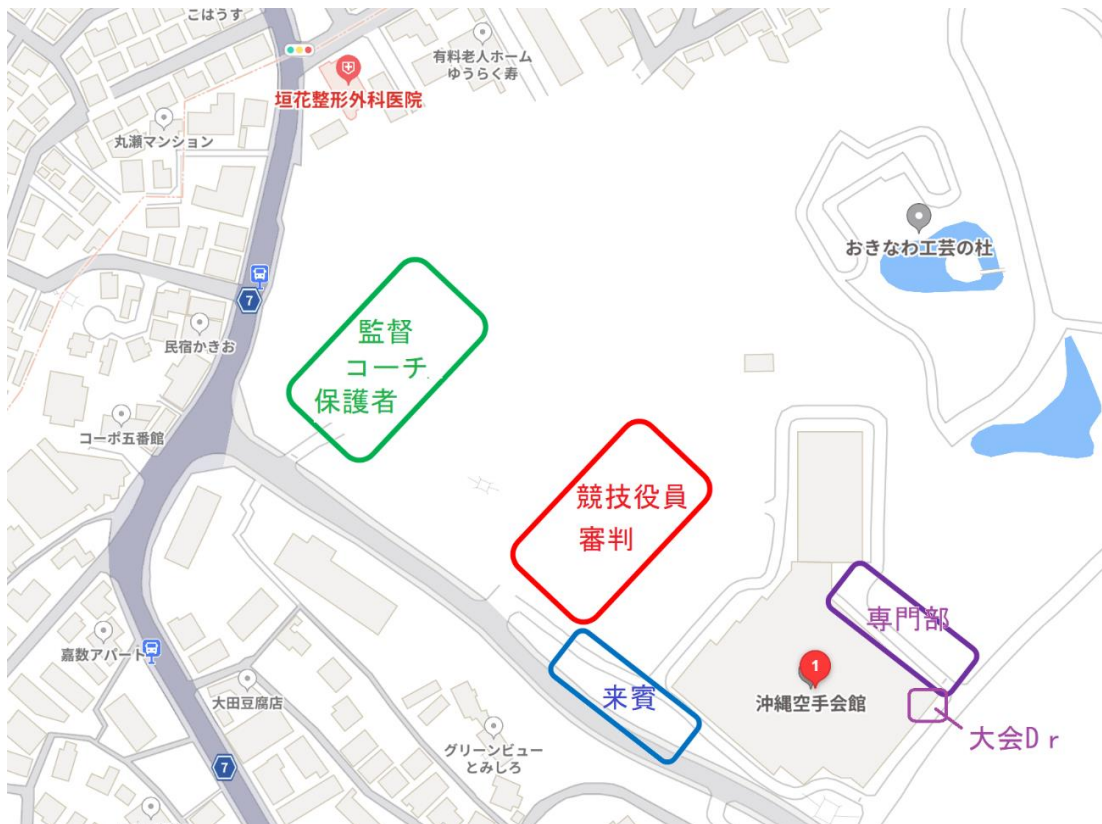 こはうす
有料老人ホーム
ゆうらく寿
垣花整形外科医院
丸瀬マンション
おきなわ工芸の杜
7
民宿かきお
監督
コーチ
保護者
コーポ五番館
競技役員
審判
専門部
嘉数アパート
1
大田豆腐店
来賓
沖縄空手会館
大会Dr
グリーンビュー
とみしろ
7